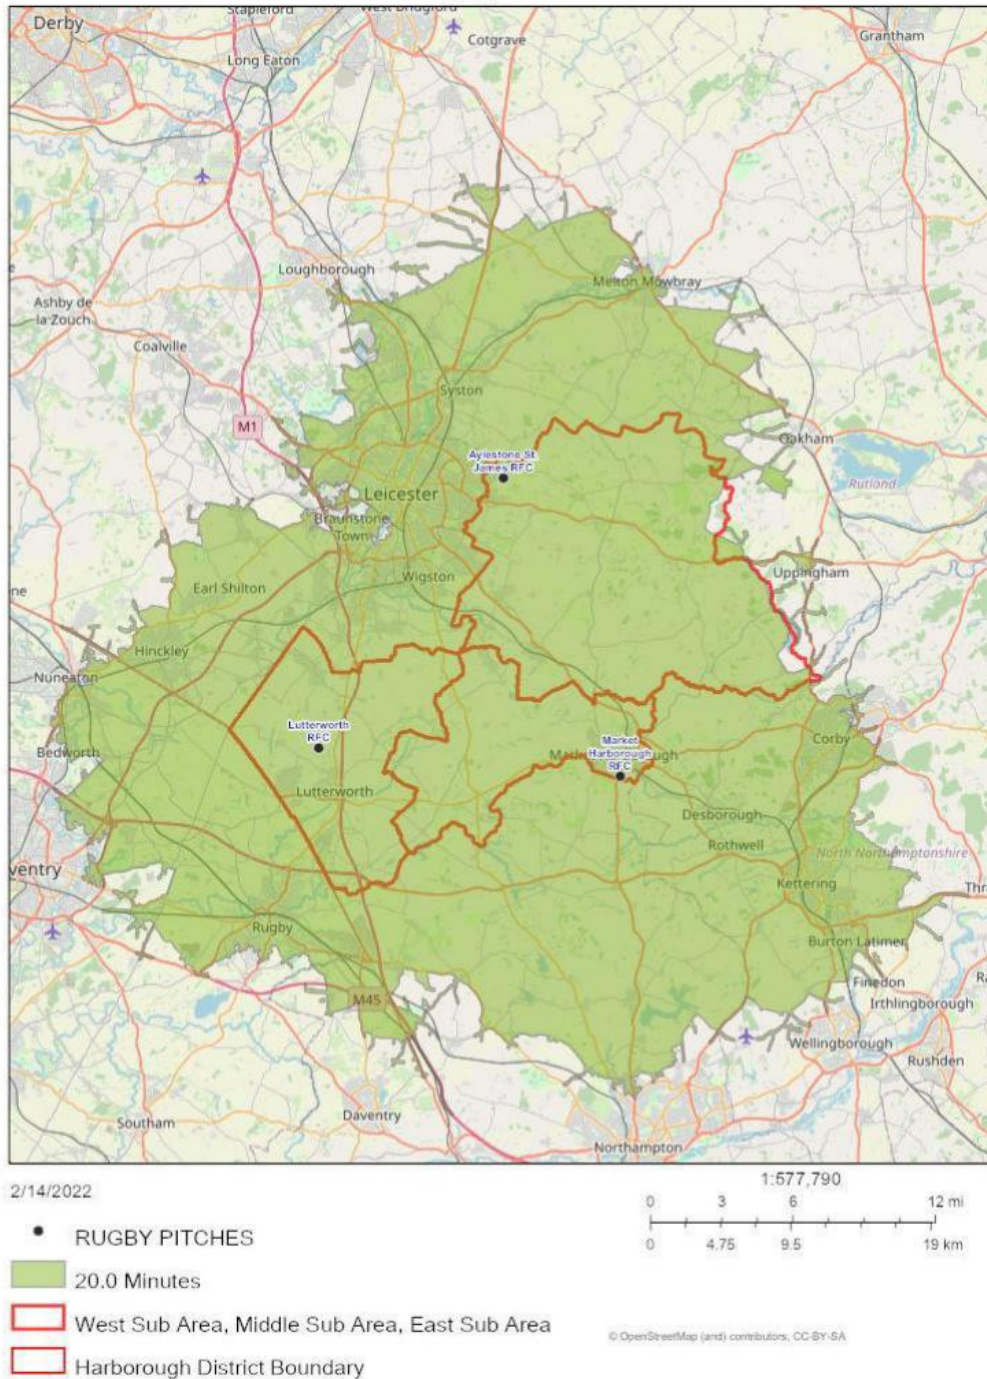 Derby
Stapleford
West Bridgford
Grantham
Cotgrave
Long Eaton
Loughborough
Melton Mowbray
Ashby de
la Zouch
Coalville
Syston
M1
Oakham
Aylestone St
James RFC
Leicester
Rutland
Braunstone
Town
Uppingham
Wigston
Earl Shilton
Hinckley
Nuneaton
Lutterworth
RFC
Market
Harborough
RFC
Corby
Bedworth
Lutterworth
Desborough
Rothwell
North Northamptonshire
ventry
Kettering
Thr
Rugby
Burton Latimer
Finedon
M45
Irthlingborough
Wellingborough
Rushden
Daventry
Southam
Northampton
2/14/2022
1:577,790
0 3 6 12 mi
0 4.75 9.5 19 km
RUGBY PITCHES
20.0 Minutes
West Sub Area, Middle Sub Area, East Sub Area
© OpenStreetMap (and) contributors, CC-BY-SA
Harborough District Boundary